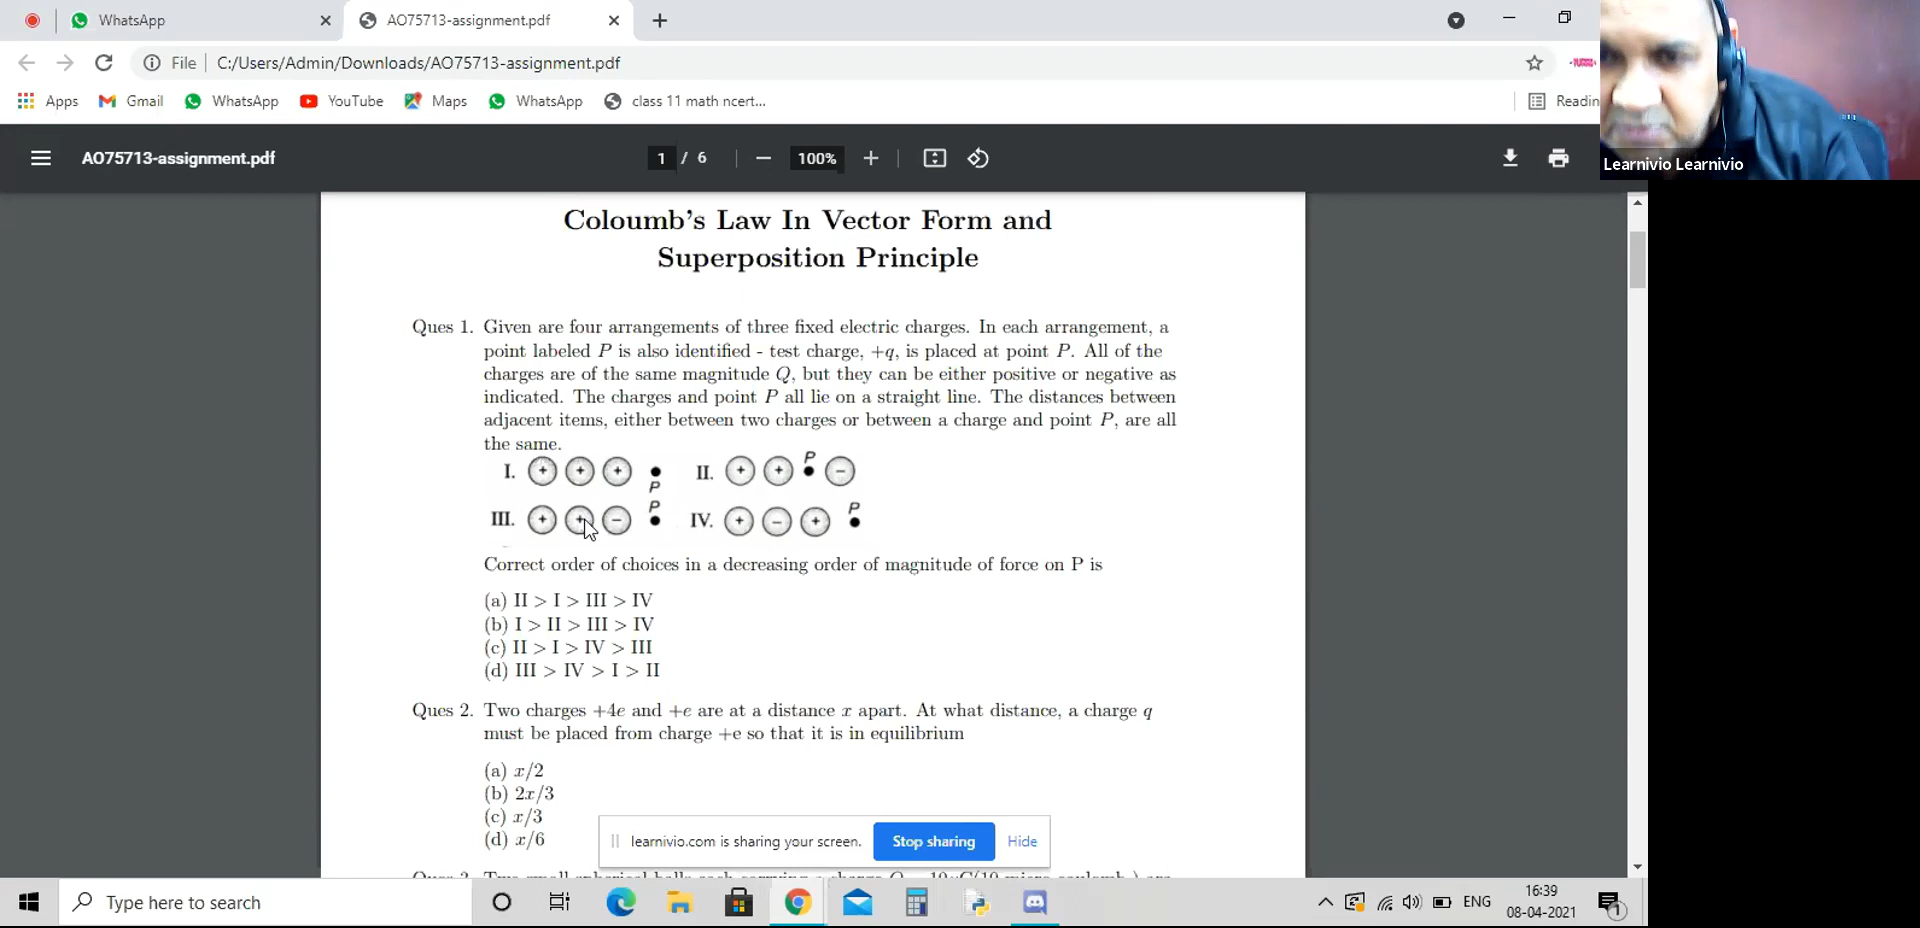 WhatsApp
AO75713-assignment.pdf
File C:/Users/Admin/Downloads/AO75713-assignment.pdf
Apps Gmail WhatsApp YouTube Maps WhatsApp class 11 math ncert...
AO75713-assignment.pdf 1 / 6 100%
Learnivio Learnivio
Coloumb's Law In Vector Form and
Superposition Principle
Ques 1. Given are four arrangements of three fixed electric charges. In each arrangement, a
point labeled P is also identified - test charge, +q, is placed at point P. All of the
charges are of the same magnitude Q, but they can be either positive or negative as
indicated. The charges and point P all lie on a straight line. The distances between
adjacent items, either between two charges or between a charge and point P, are all
the same.
I. + + + P II. + + P −
III. + + − P IV. + − + P
Correct order of choices in a decreasing order of magnitude of force on P is
(a) II > I > III > IV
(b) I > II > III > IV
(c) II > I > IV > III
(d) III > IV > I > II
Ques 2. Two charges +4e and +e are at a distance x apart. At what distance, a charge q
must be placed from charge +e so that it is in equilibrium
(a) x/2
(b) 2x/3
(c) x/3
(d) x/6
learnivio.com is sharing your screen. Stop sharing Hide
Type here to search
ENG
16:39
08-04-2021
1